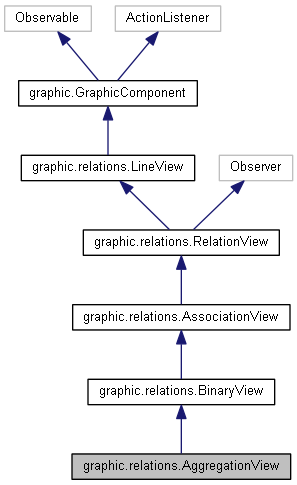 Observable
ActionListener
graphic.GraphicComponent
graphic.relations.LineView
Observer
graphic.relations.RelationView
graphic.relations.AssociationView
graphic.relations.BinaryView
graphic.relations.AggregationView